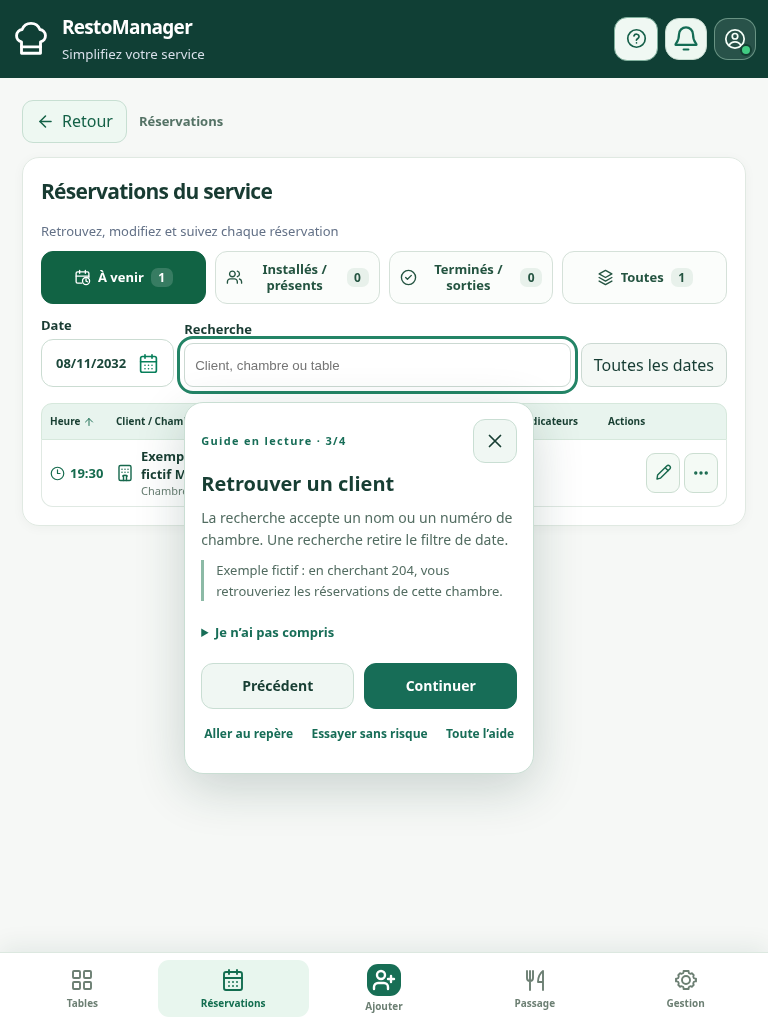 RestoManager
Simplifiez votre service
Retour
Réservations
Réservations du service
Retrouvez, modifiez et suivez chaque réservation
À venir 1
Installés / présents 0
Terminés / sorties 0
Toutes 1
Date
Recherche
08/11/2032
Client, chambre ou table
Toutes les dates
Heure
Client / Cham
dicateurs
Actions
19:30
Exemp
fictif M
Chambre
Guide en lecture · 3/4
Retrouver un client
La recherche accepte un nom ou un numéro de
chambre. Une recherche retire le filtre de date.
Exemple fictif : en cherchant 204, vous
retrouveriez les réservations de cette chambre.
Je n’ai pas compris
Précédent
Continuer
Aller au repère
Essayer sans risque
Toute l’aide
Tables
Réservations
Ajouter
Passage
Gestion